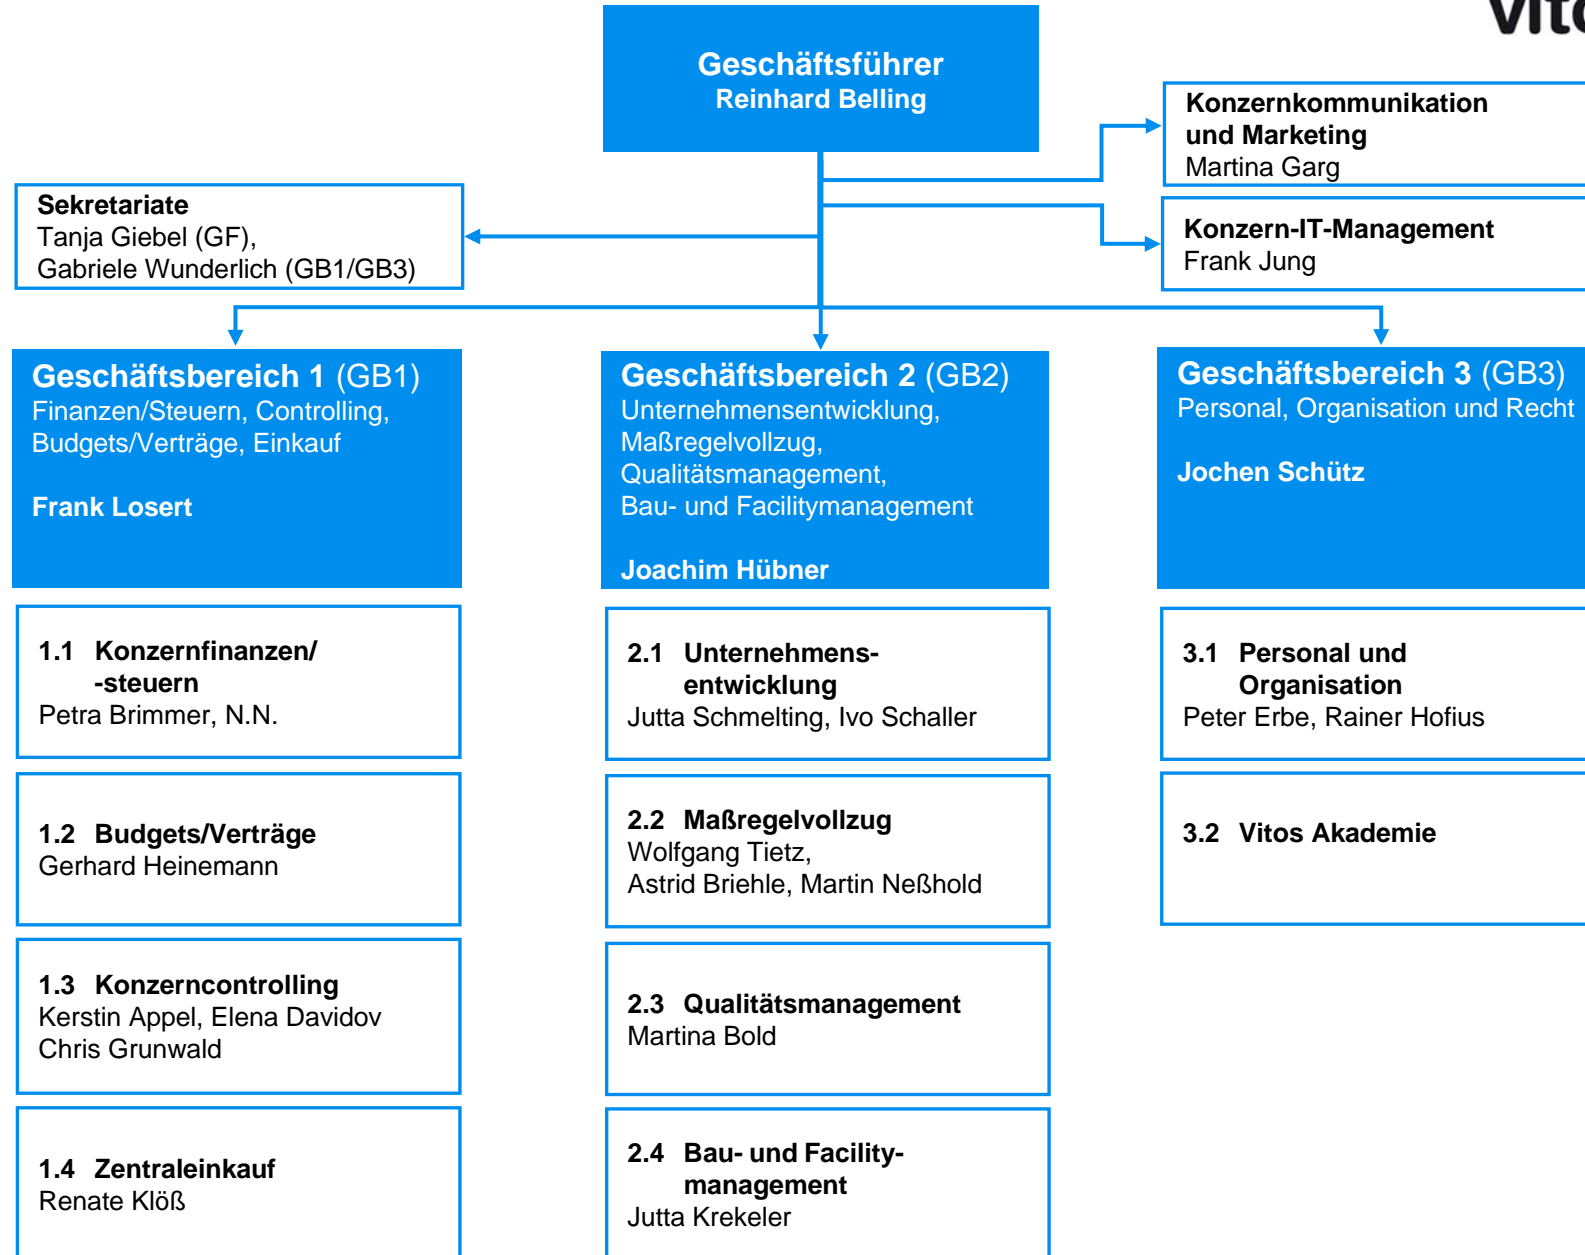 Geschäftsführer
Reinhard Belling
Konzernkommunikation
und Marketing
Martina Garg
Sekretariate
Tanja Giebel (GF),
Gabriele Wunderlich (GB1/GB3)
Konzern-IT-Management
Frank Jung
Geschäftsbereich 1 (GB1)
Finanzen/Steuern, Controlling,
Budgets/Verträge, Einkauf
Frank Losert
Geschäftsbereich 2 (GB2)
Unternehmensentwicklung,
Maßregelvollzug,
Qualitätsmanagement,
Bau- und Facilitymanagement
Joachim Hübner
Geschäftsbereich 3 (GB3)
Personal, Organisation und Recht
Jochen Schütz
1.1 Konzernfinanzen/
-steuern
Petra Brimmer, N.N.
1.2 Budgets/Verträge
Gerhard Heinemann
1.3 Konzerncontrolling
Kerstin Appel, Elena Davidov
Chris Grunwald
1.4 Zentraleinkauf
Renate Klöß
2.1 Unternehmens-
entwicklung
Jutta Schmelting, Ivo Schaller
2.2 Maßregelvollzug
Wolfgang Tietz,
Astrid Briehle, Martin Neßhold
2.3 Qualitätsmanagement
Martina Bold
2.4 Bau- und Facility-
management
Jutta Krekeler
3.1 Personal und
Organisation
Peter Erbe, Rainer Hofius
3.2 Vitos Akademie